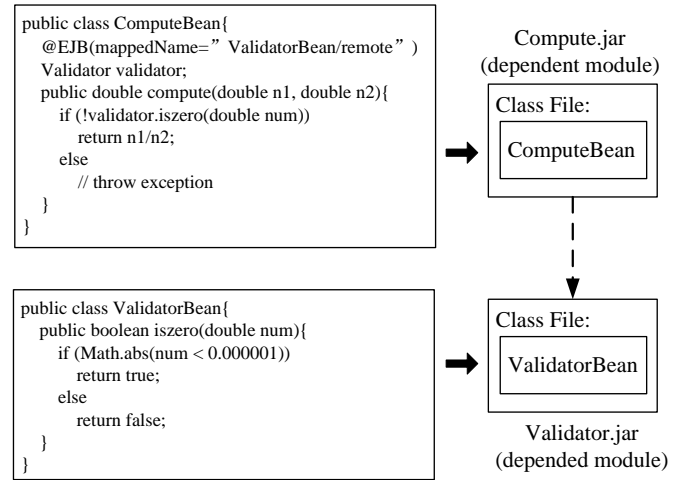 public class ComputeBean{
@EJB(mappedName=”ValidatorBean/remote”)
Validator validator;
public double compute(double n1, double n2){
if (!validator.iszero(double num))
return n1/n2;
else
// throw exception
}
}
Compute.jar
(dependent module)
Class File:
ComputeBean
public class ValidatorBean{
public boolean iszero(double num){
if (Math.abs(num < 0.000001))
return true;
else
return false;
}
}
Class File:
ValidatorBean
Validator.jar
(depended module)